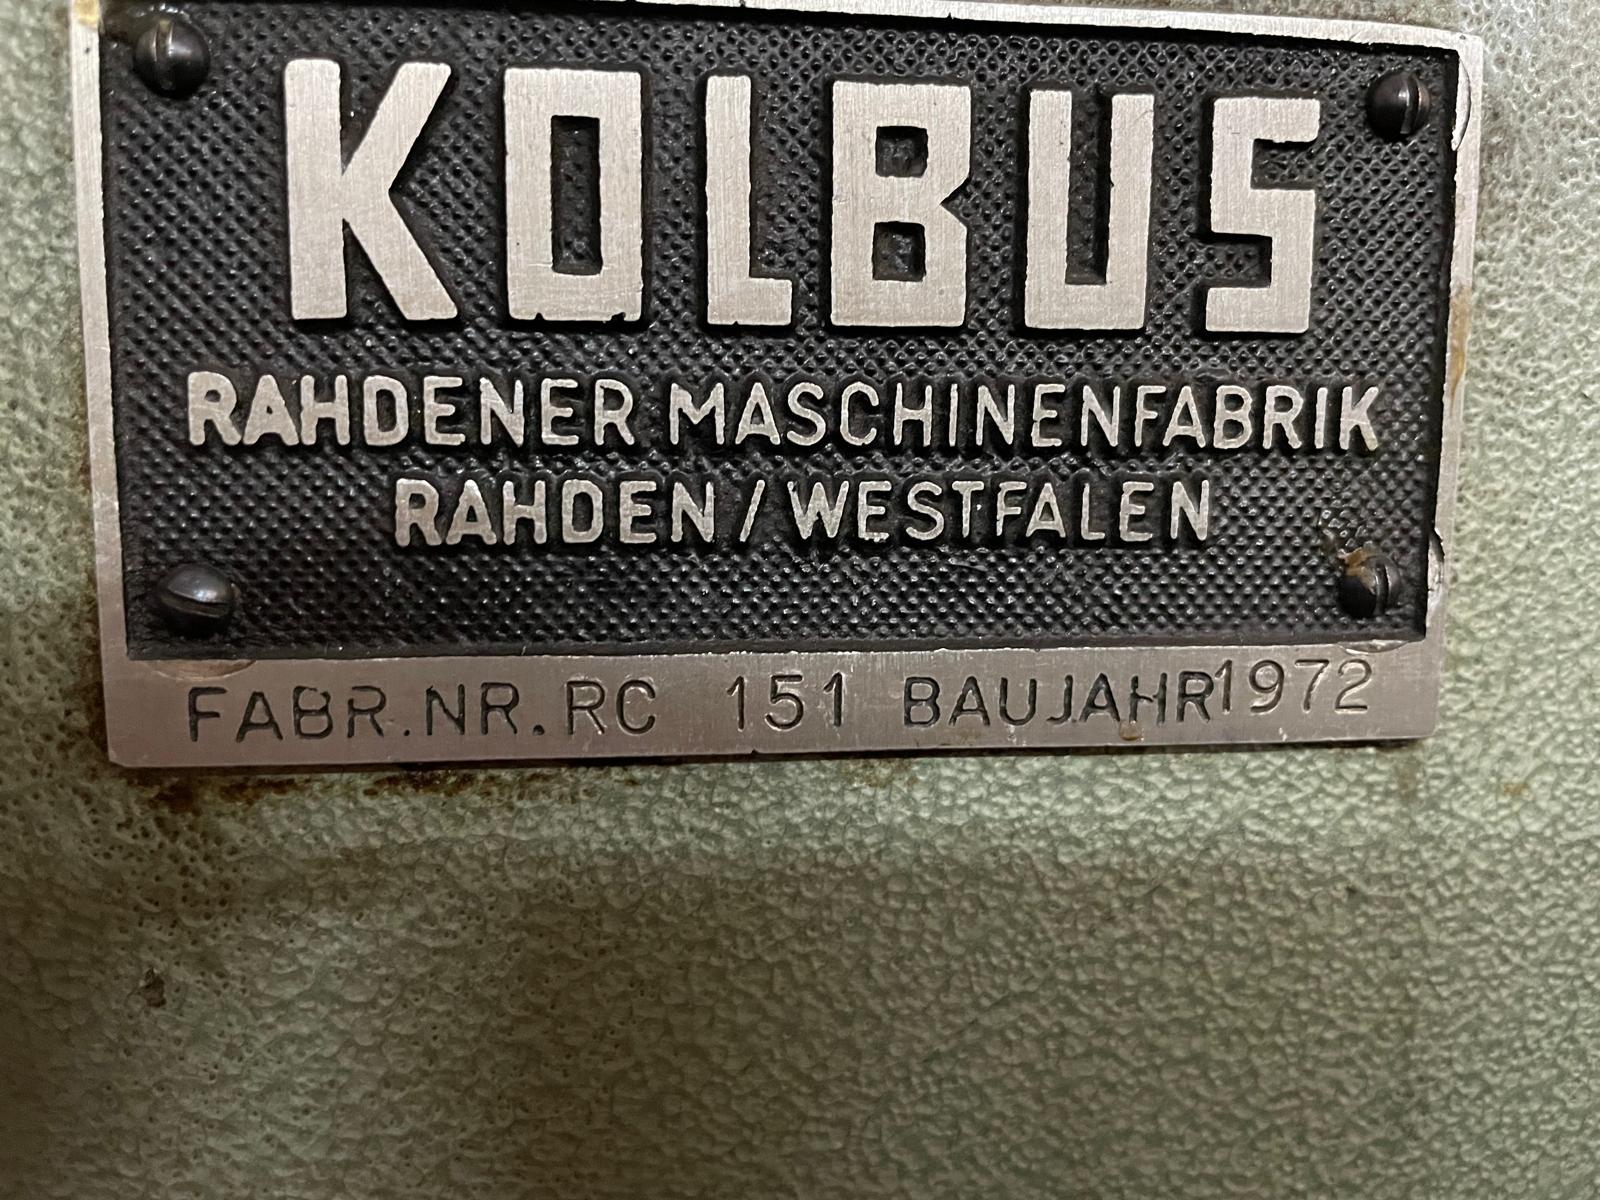 KOLBUS
RAHDENER MASCHINENFABRIK
RAHDEN / WESTFALEN
FABR.NR.RC 151 BAUJAHR 1972